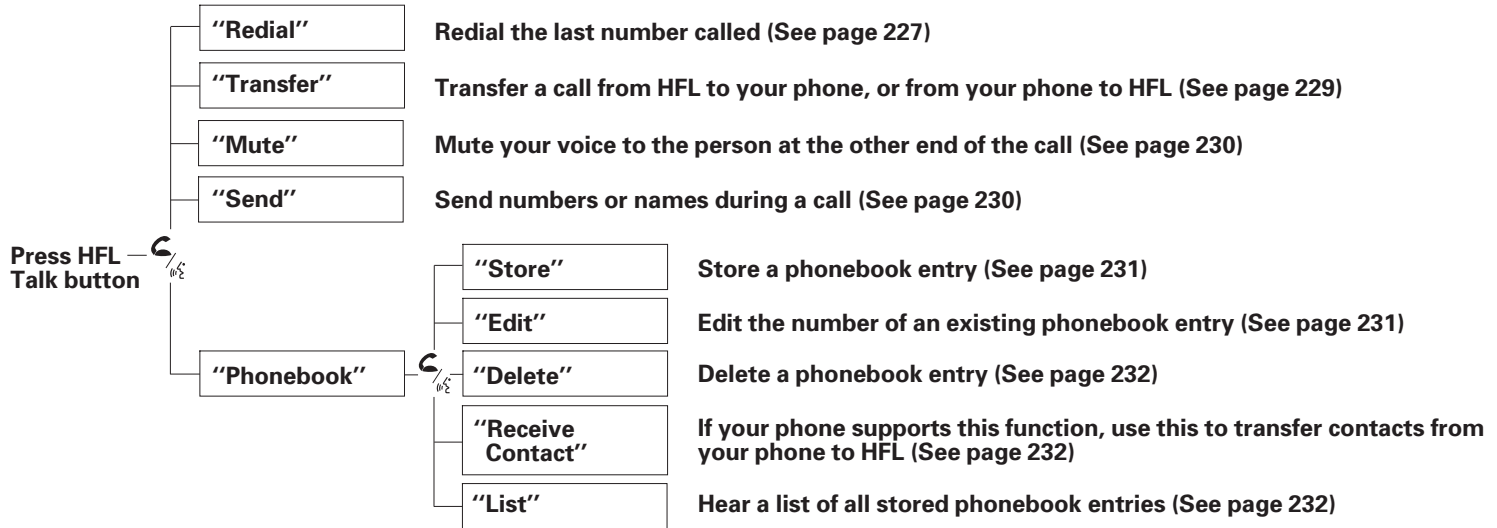 "Redial" Redial the last number called (See page 227)
"Transfer" Transfer a call from HFL to your phone, or from your phone to HFL (See page 229)
"Mute" Mute your voice to the person at the other end of the call (See page 230)
"Send" Send numbers or names during a call (See page 230)
Press HFL
Talk button
"Phonebook"
"Store" Store a phonebook entry (See page 231)
"Edit" Edit the number of an existing phonebook entry (See page 231)
"Delete" Delete a phonebook entry (See page 232)
"Receive
Contact"
If your phone supports this function, use this to transfer contacts from
your phone to HFL (See page 232)
"List" Hear a list of all stored phonebook entries (See page 232)